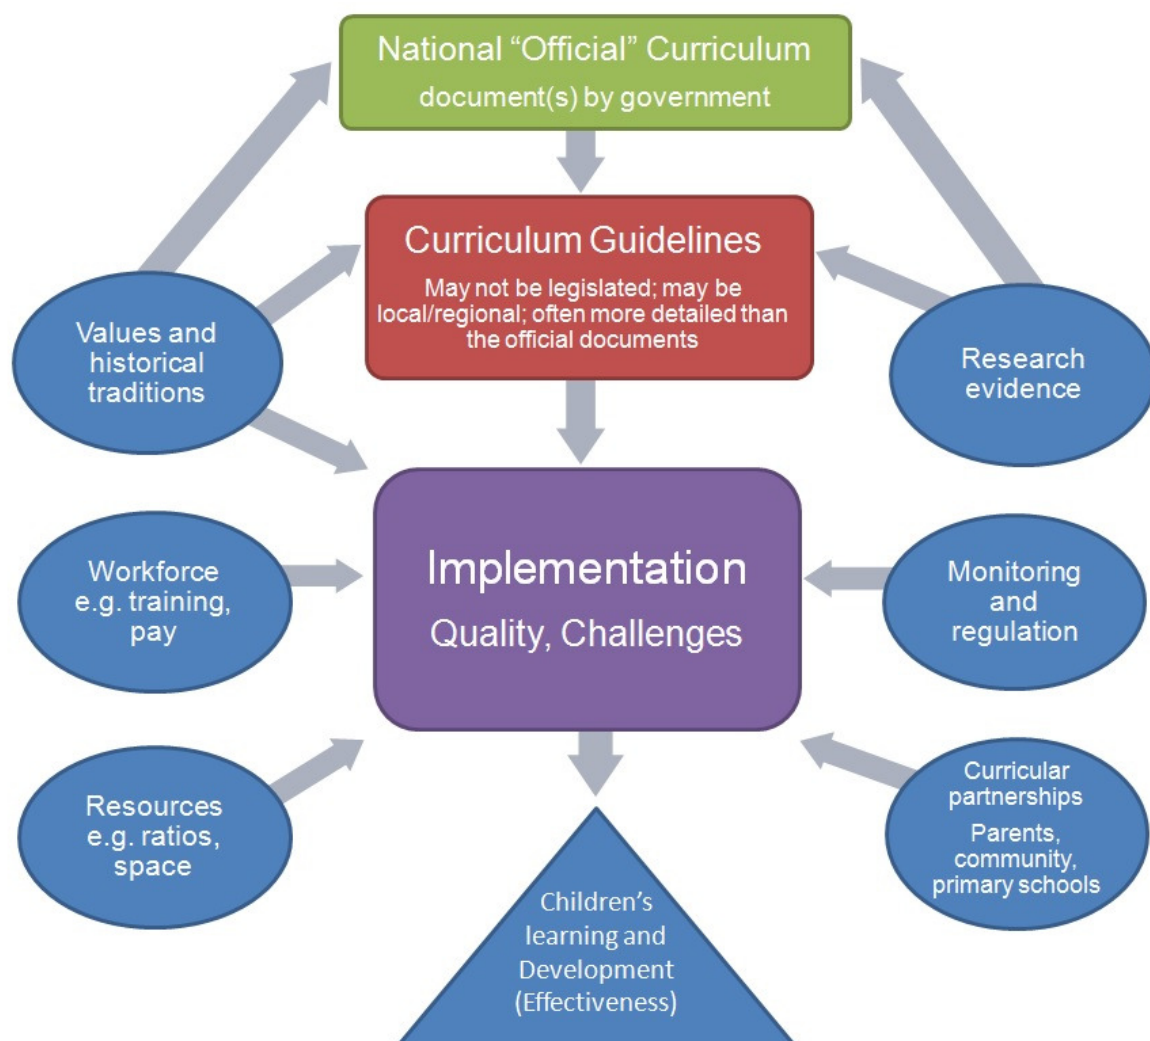 National “Official” Curriculum
document(s) by government
Curriculum Guidelines
May not be legislated; may be
local/regional; often more detailed than
the official documents
Values and
historical
traditions
Research
evidence
Implementation
Quality, Challenges
Workforce
e.g. training,
pay
Monitoring
and
regulation
Resources
e.g. ratios,
space
Curricular
partnerships
Parents,
community,
primary schools
Children’s
learning and
Development
(Effectiveness)